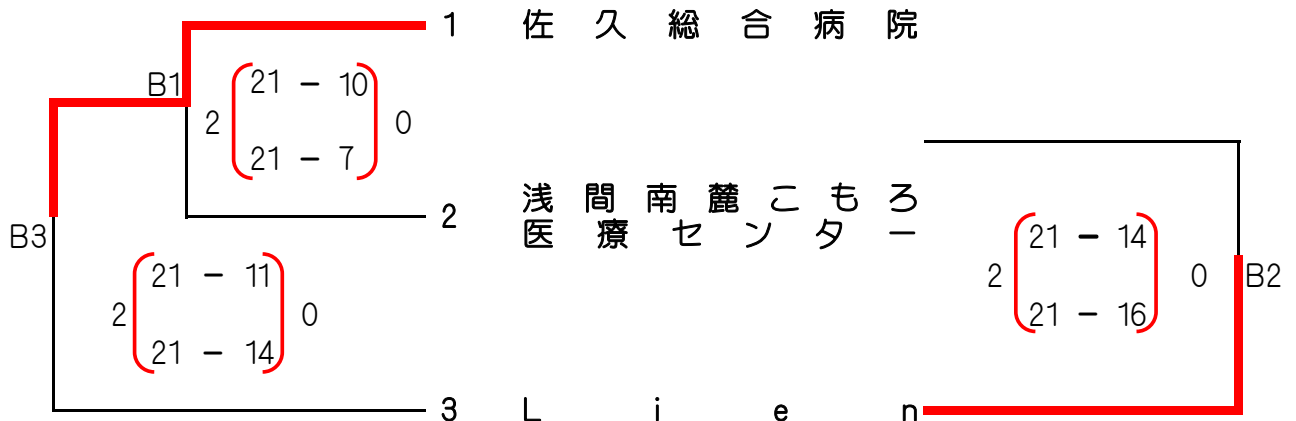 1 佐久総合病院
B1 21 - 10
2 0
21 - 7
2 浅間南麓こもろ
医療センター
B3
21 - 14
21 - 11
2 0 B2
2 0
21 - 16
21 - 14
3 Lien